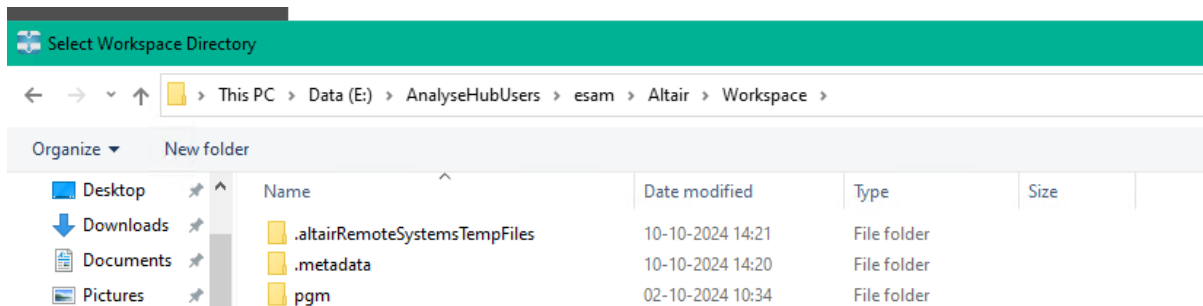 Select Workspace Directory
This PC > Data (E:) > AnalyseHubUsers > esam > Altair > Workspace >
Organize New folder
Desktop Name Date modified Type Size
Downloads .altairRemoteSystemsTempFiles 10-10-2024 14:21 File folder
Documents .metadata 10-10-2024 14:20 File folder
Pictures pgm 02-10-2024 10:34 File folder